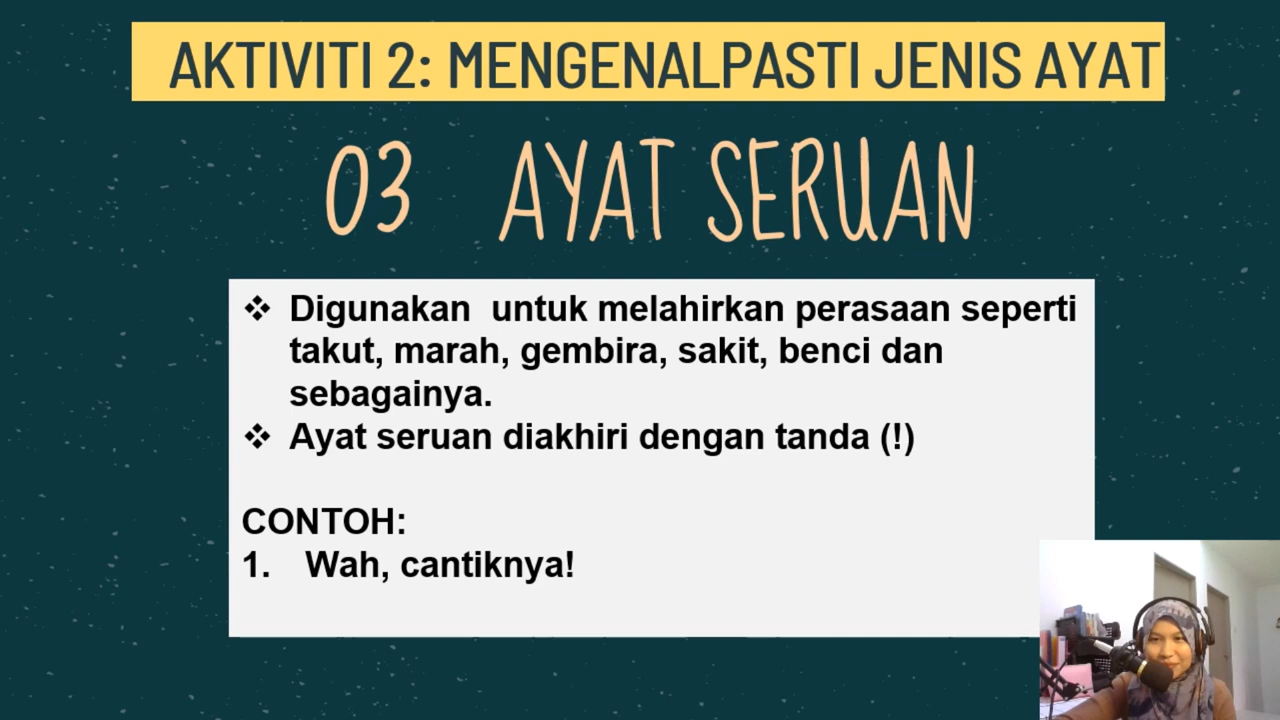 AKTIVITI 2: MENGENALPASTI JENIS AYAT
03 AYAT SERUAN
❖ Digunakan untuk melahirkan perasaan seperti
takut, marah, gembira, sakit, benci dan
sebagainya.
❖ Ayat seruan diakhiri dengan tanda (!)
CONTOH:
1. Wah, cantiknya!